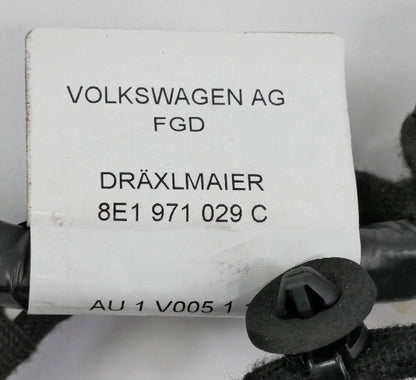 VOLKSWAGEN AG
FGD
DRÄXLMAIER
8E1 971 029 C
AU 1 V005 1